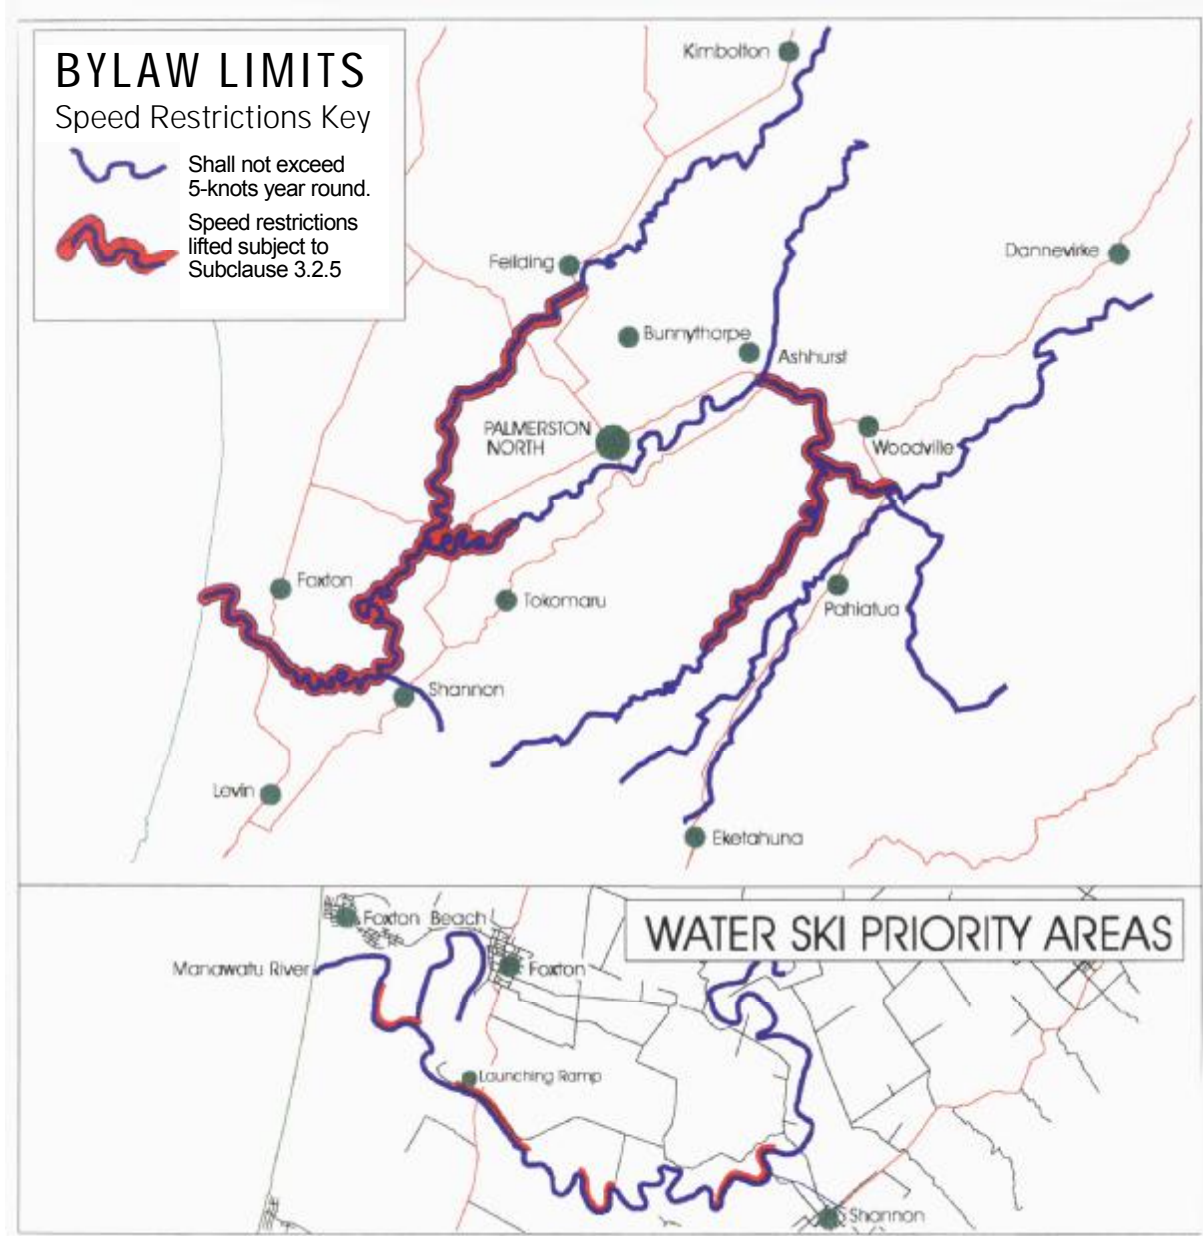 BYLAW LIMITS
Speed Restrictions Key
Shall not exceed
5-knots year round.
Speed restrictions
lifted subject to
Subclause 3.2.5
Kimbolton
Feilding
Dannevirke
Bunnythorpe
Ashhurst
PALMERSTON
NORTH
Woodville
Foxton
Tokomaru
Pahiatua
Shannon
Levin
Eketahuna
WATER SKI PRIORITY AREAS
Foxton Beach
Manawatu River
Foxton
Launching Ramp
Shannon